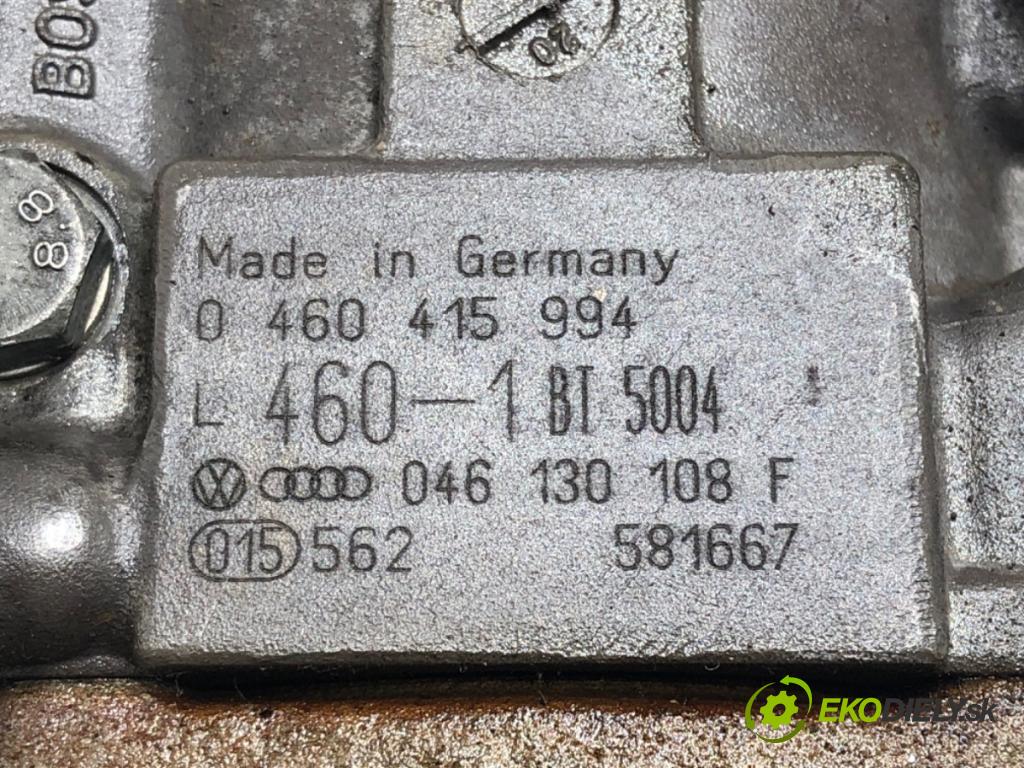 20
8.8
Made in Germany
0 460 415 994
L 460-1 BT 5004
046 130 108 F
015 562 581667
EKODIELY.sk